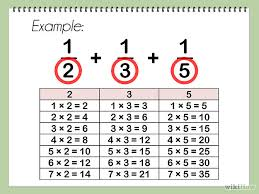 Example:
1/2 + 1/3 + 1/5
2 3 5
1 × 2 = 2 1 × 3 = 3 1 × 5 = 5
2 × 2 = 4 2 × 3 = 6 2 × 5 = 10
3 × 2 = 6 3 × 3 = 9 3 × 5 = 15
4 × 2 = 8 4 × 3 = 12 4 × 5 = 20
5 × 2 = 10 5 × 3 = 15 5 × 5 = 25
6 × 2 = 12 6 × 3 = 18 6 × 5 = 30
7 × 2 = 14 7 × 3 = 21 7 × 5 = 35
wikiHow